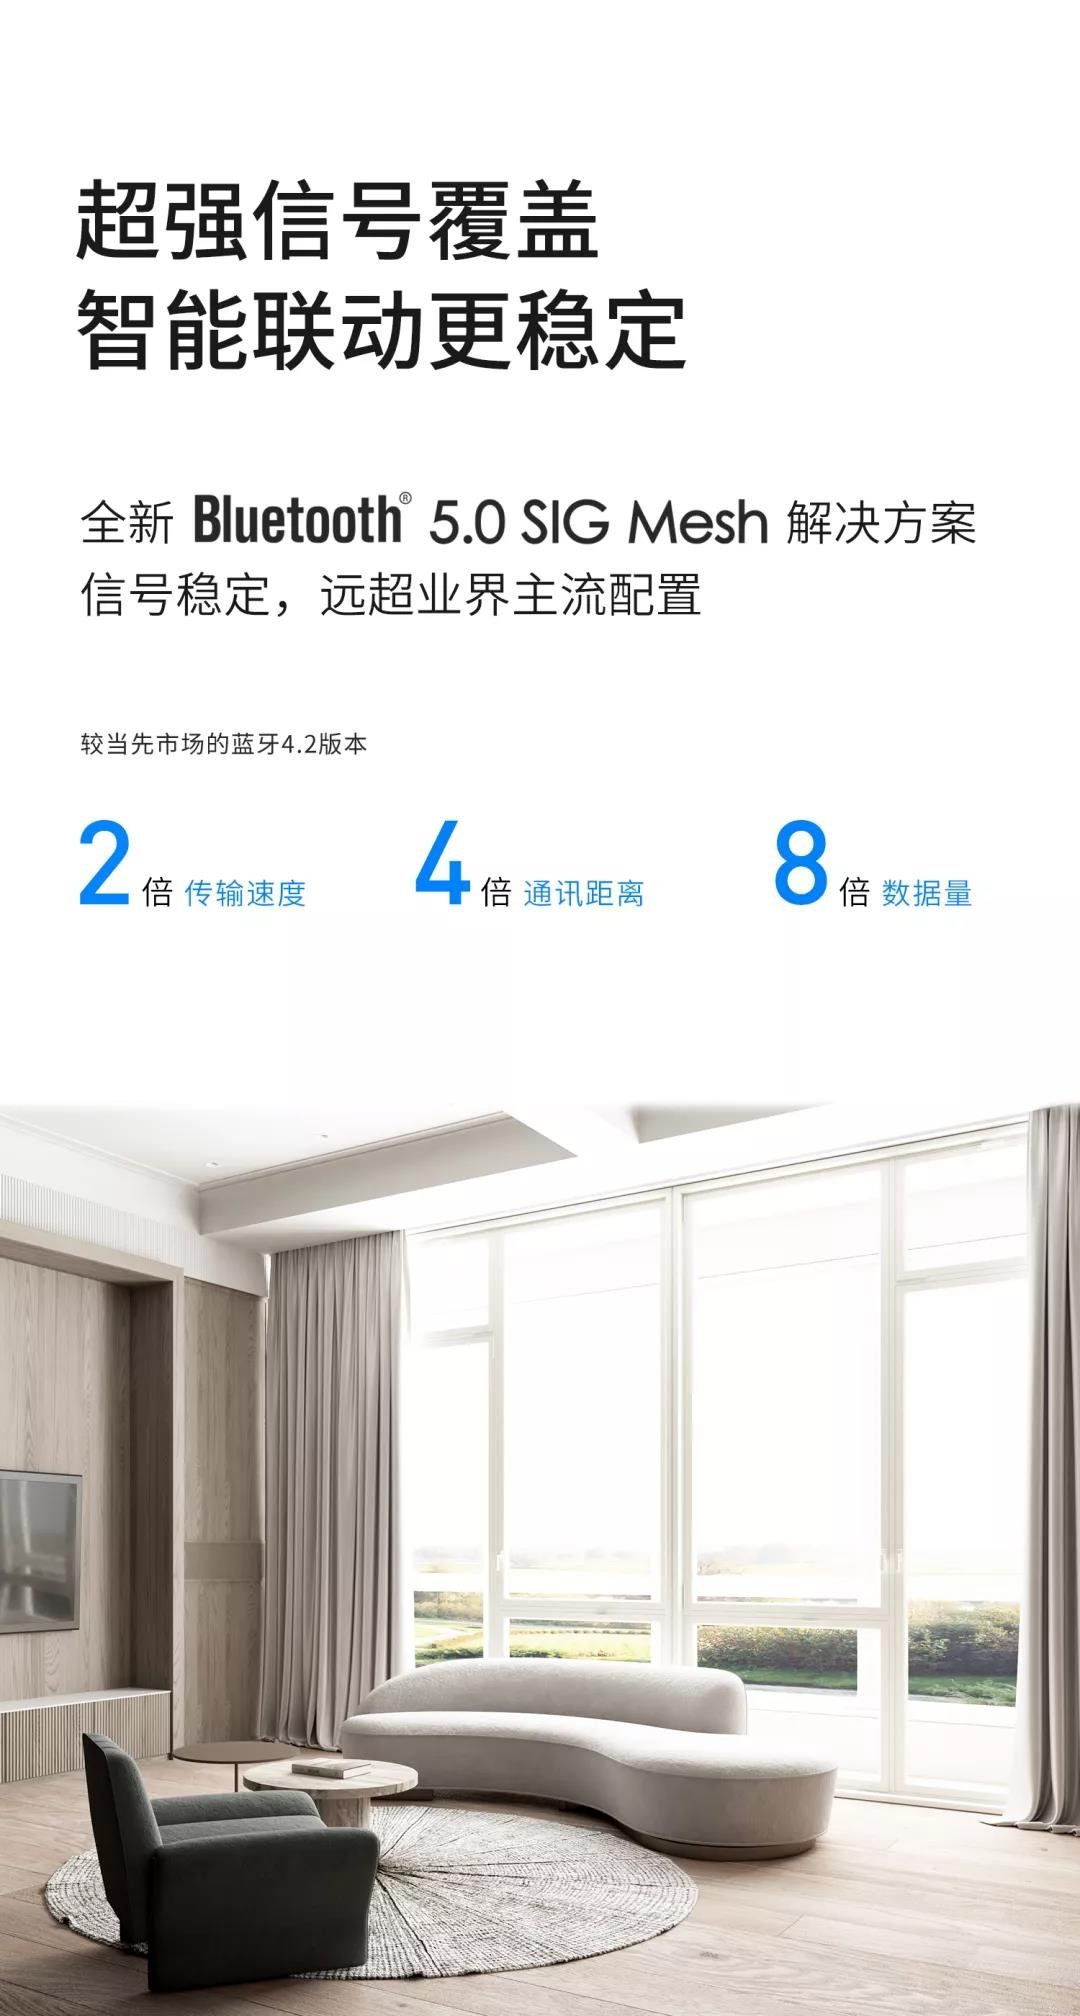 超强信号覆盖
智能联动更稳定
全新 Bluetooth® 5.0 SIG Mesh 解决方案
信号稳定，远超业界主流配置
较当先市场的蓝牙4.2版本
2倍 传输速度 4倍 通讯距离 8倍 数据量